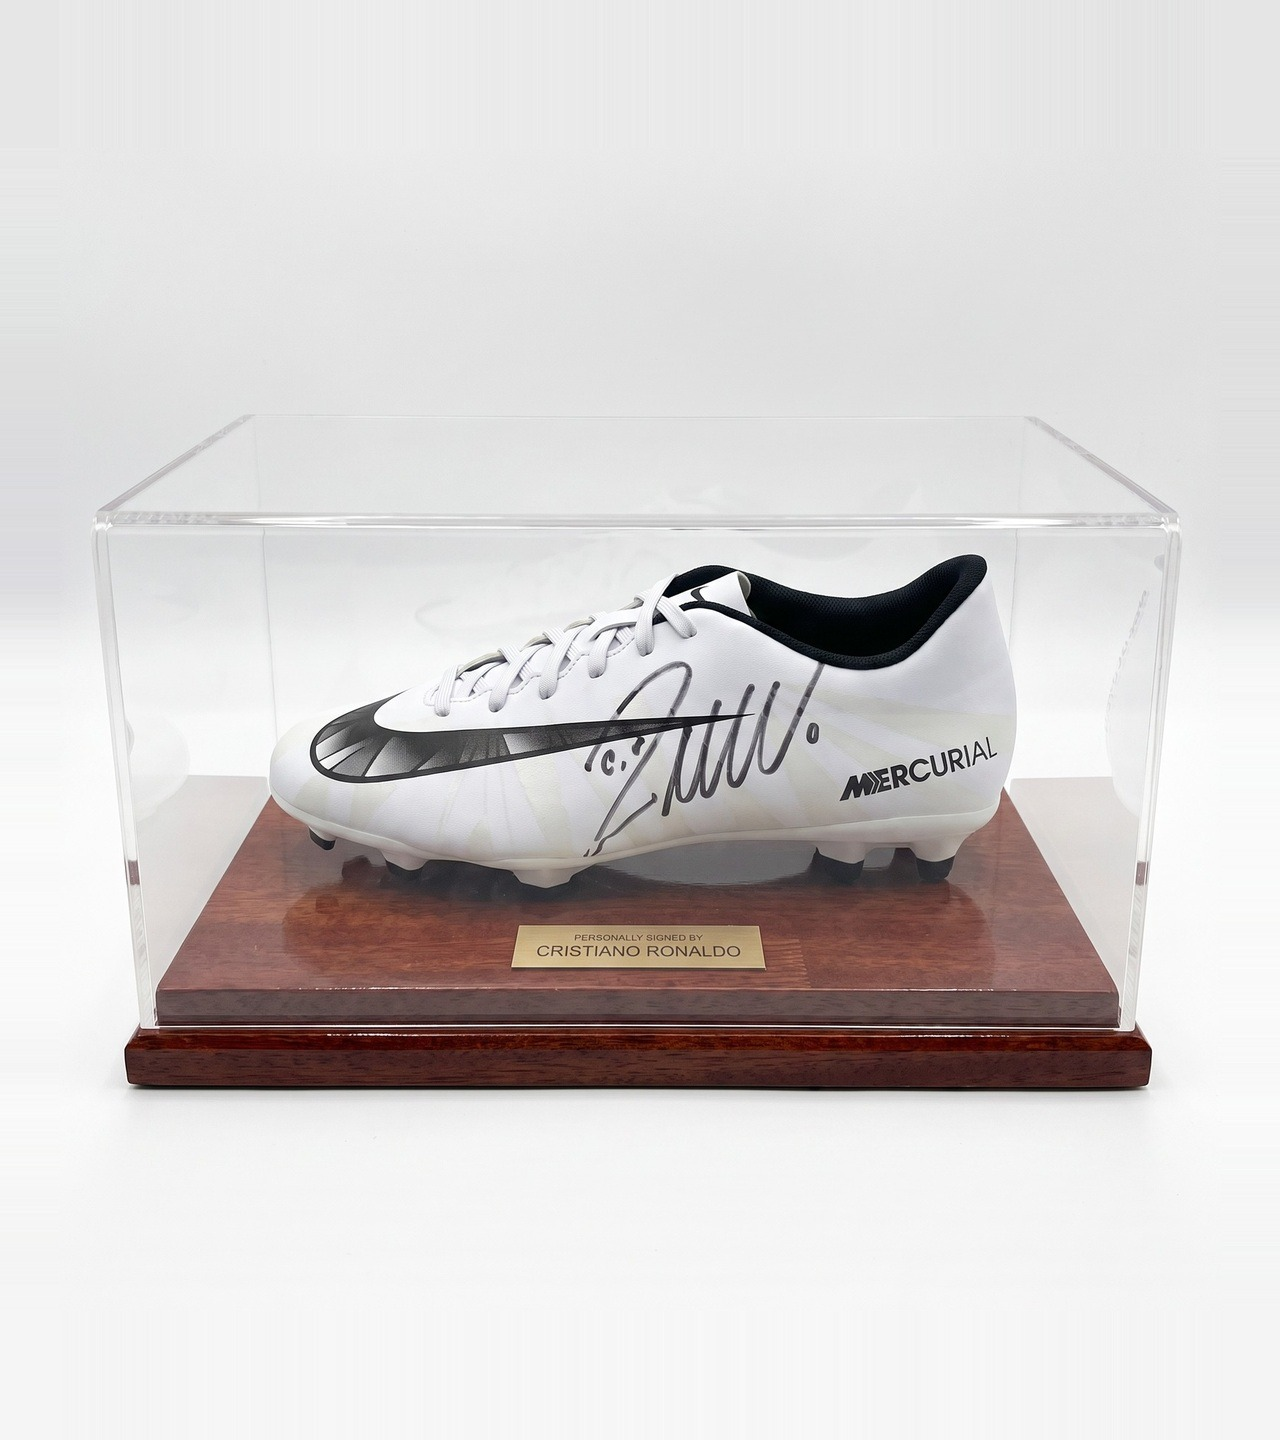 MERCURIAL
PERSONALLY SIGNED BY
CRISTIANO RONALDO